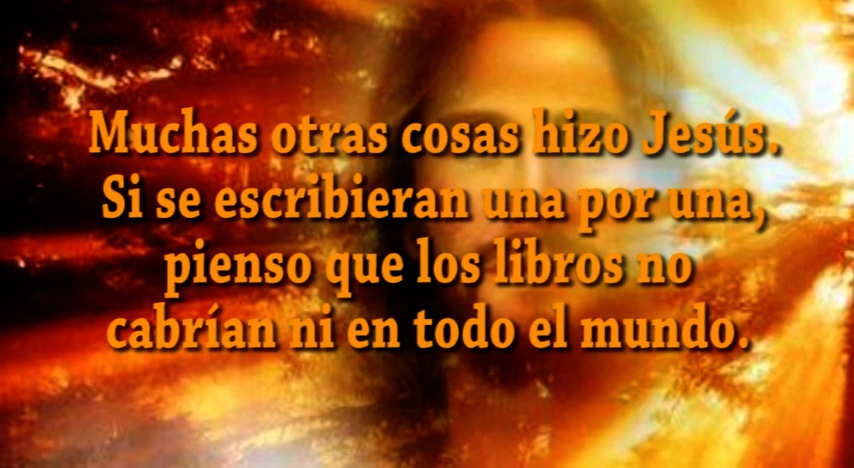 Muchas otras cosas hizo Jesús.
Si se escribieran una por una,
pienso que los libros no
cabrían ni en todo el mundo.